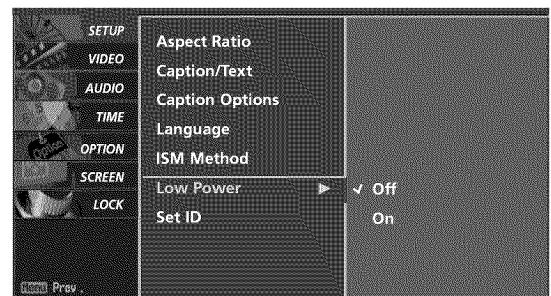 SETUP
VIDEO
AUDIO
TIME
OPTION
SCREEN
LOCK
Aspect Ratio
Caption/Text
Caption Options
Language
ISM Method
Low Power
Set ID
Off
On
Menu Prev.